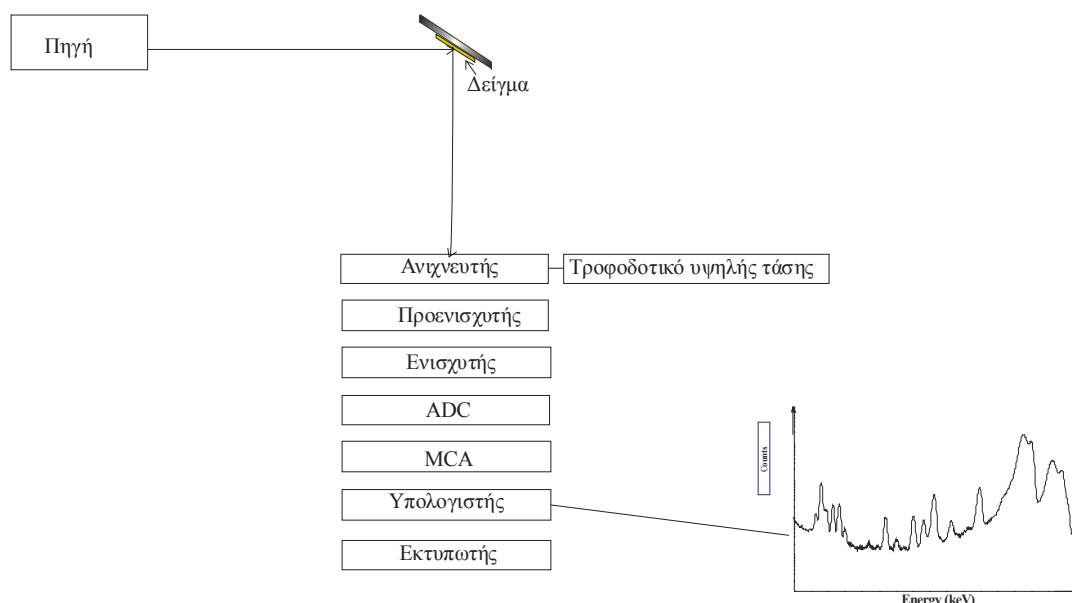 Πηγή
Δείγμα
Ανιχνευτής
Τροφοδοτικό υψηλής τάσης
Προενισχυτής
Ενισχυτής
ADC
MCA
Υπολογιστής
Εκτυπωτής
Counts
Energy (keV)